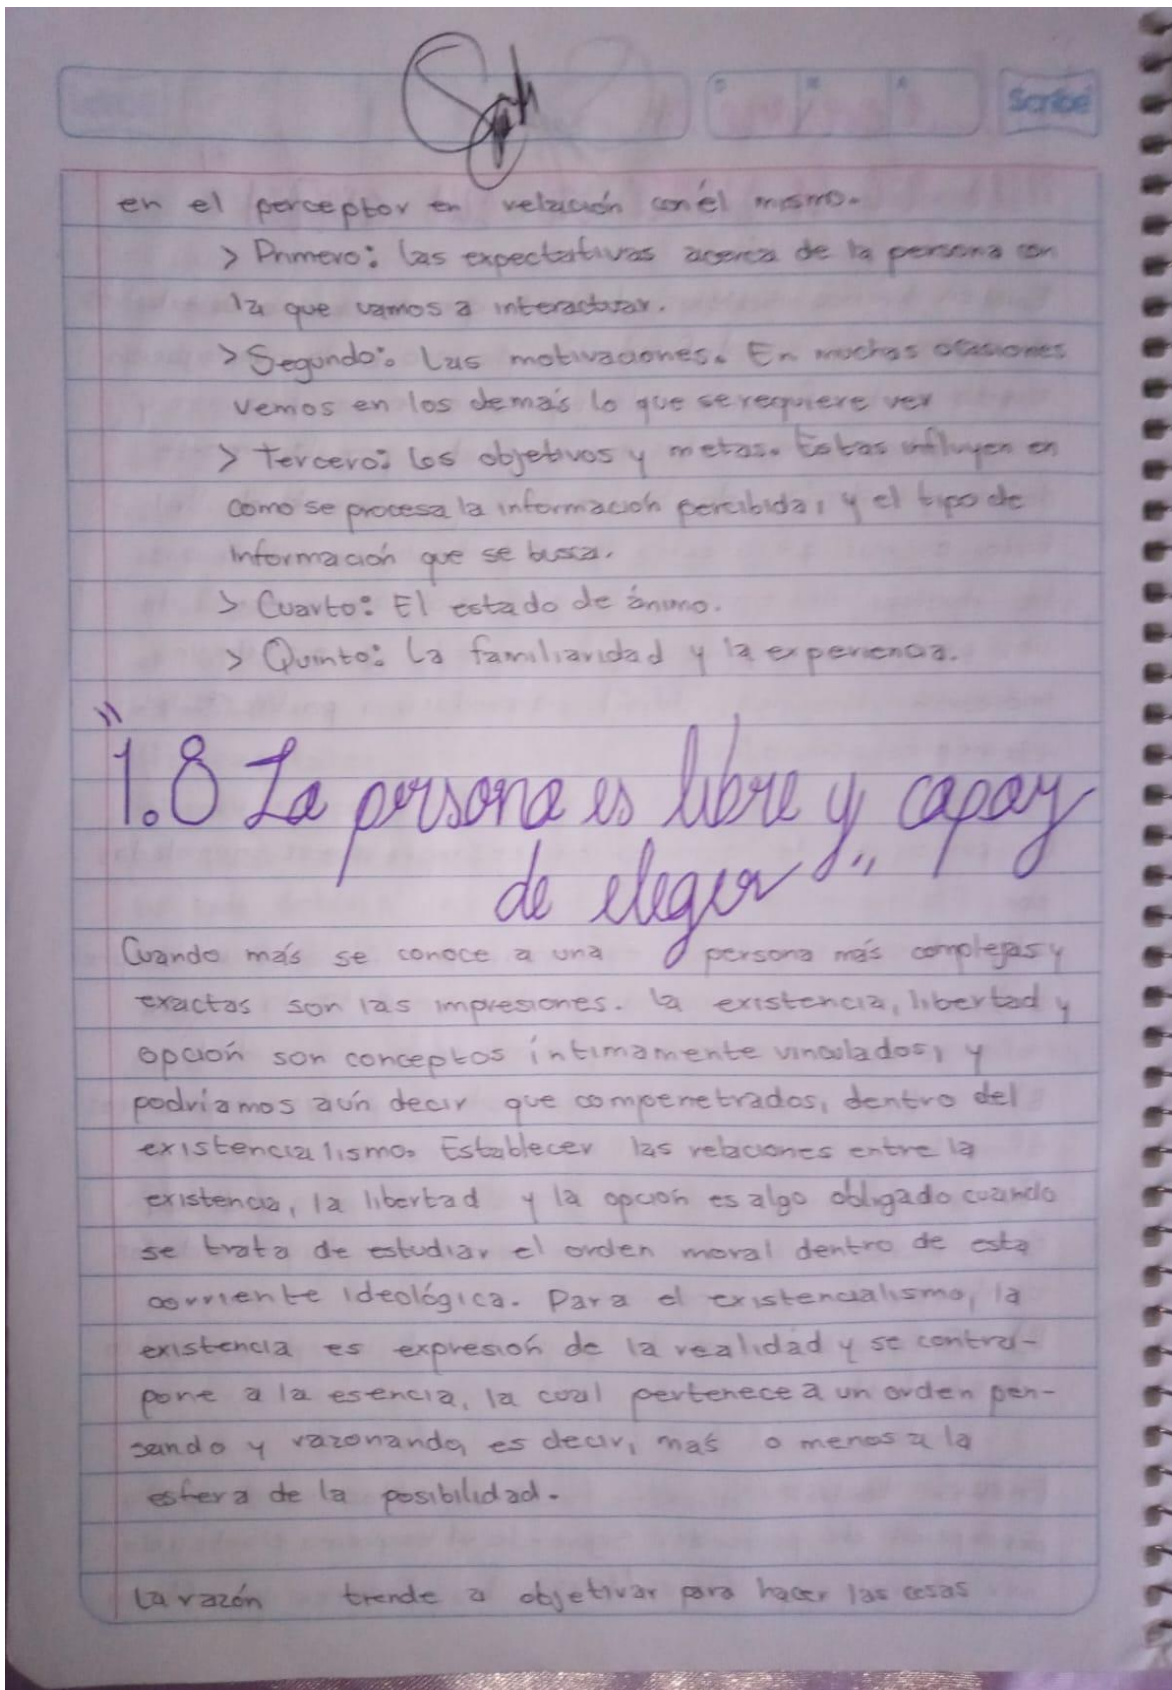 Scribe
en el perceptor en relación con él mismo.
> Primero: las expectativas acerca de la persona con
la que vamos a interactuar.
> Segundo: Las motivaciones. En muchas ocasiones
vemos en los demás lo que se requiere ver
> Tercero: los objetivos y metas. Estas influyen en
como se procesa la información percibida, y el tipo de
información que se busca.
> Cuarto: El estado de ánimo.
> Quinto: La familiaridad y la experiencia.
"1.8 La persona es libre y capaz
de eleger"
Cuando más se conoce a una persona más complejas y
exactas son las impresiones. la existencia, libertad y
opción son conceptos íntimamente vinculados, y
podríamos aún decir que compenetrados, dentro del
existencialismo. Establecer las relaciones entre la
existencia, la libertad y la opción es algo obligado cuando
se trata de estudiar el orden moral dentro de esta
corriente ideológica. Para el existencialismo, la
existencia es expresión de la realidad y se contra-
pone a la esencia, la cual pertenece a un orden pen-
sando y razonando, es decir, más o menos a la
esfera de la posibilidad.
La razón tiende a objetivar para hacer las cosas